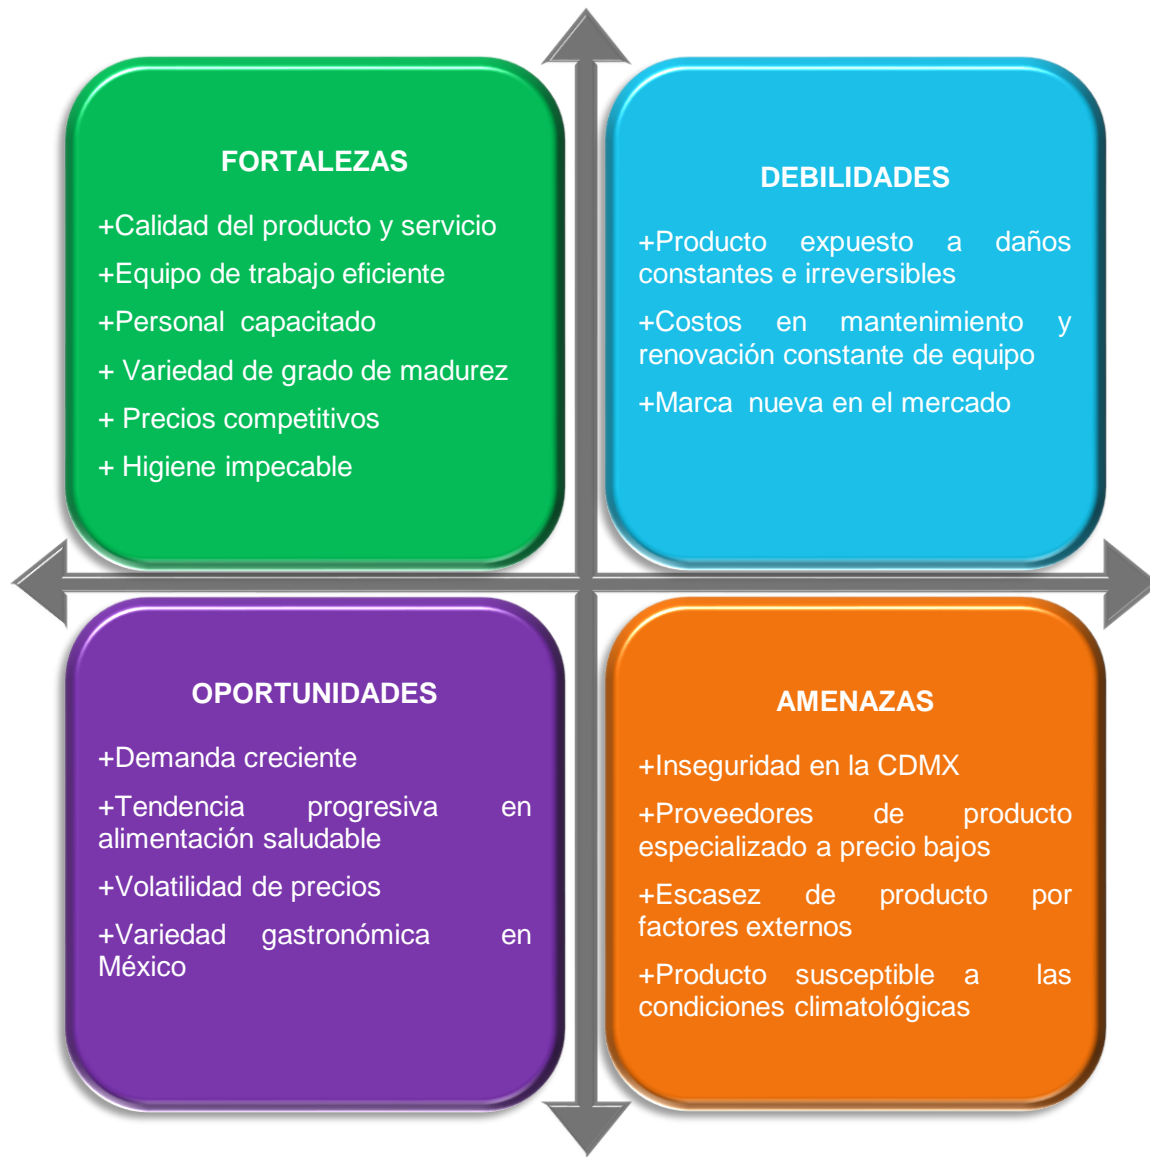 FORTALEZAS
+Calidad del producto y servicio
+Equipo de trabajo eficiente
+Personal capacitado
+ Variedad de grado de madurez
+ Precios competitivos
+ Higiene impecable
DEBILIDADES
+Producto expuesto a daños
constantes e irreversibles
+Costos en mantenimiento y
renovación constante de equipo
+Marca nueva en el mercado
OPORTUNIDADES
+Demanda creciente
+Tendencia progresiva en
alimentación saludable
+Volatilidad de precios
+Variedad gastronómica en
México
AMENAZAS
+Inseguridad en la CDMX
+Proveedores de producto
especializado a precio bajos
+Escasez de producto por
factores externos
+Producto susceptible a las
condiciones climatológicas